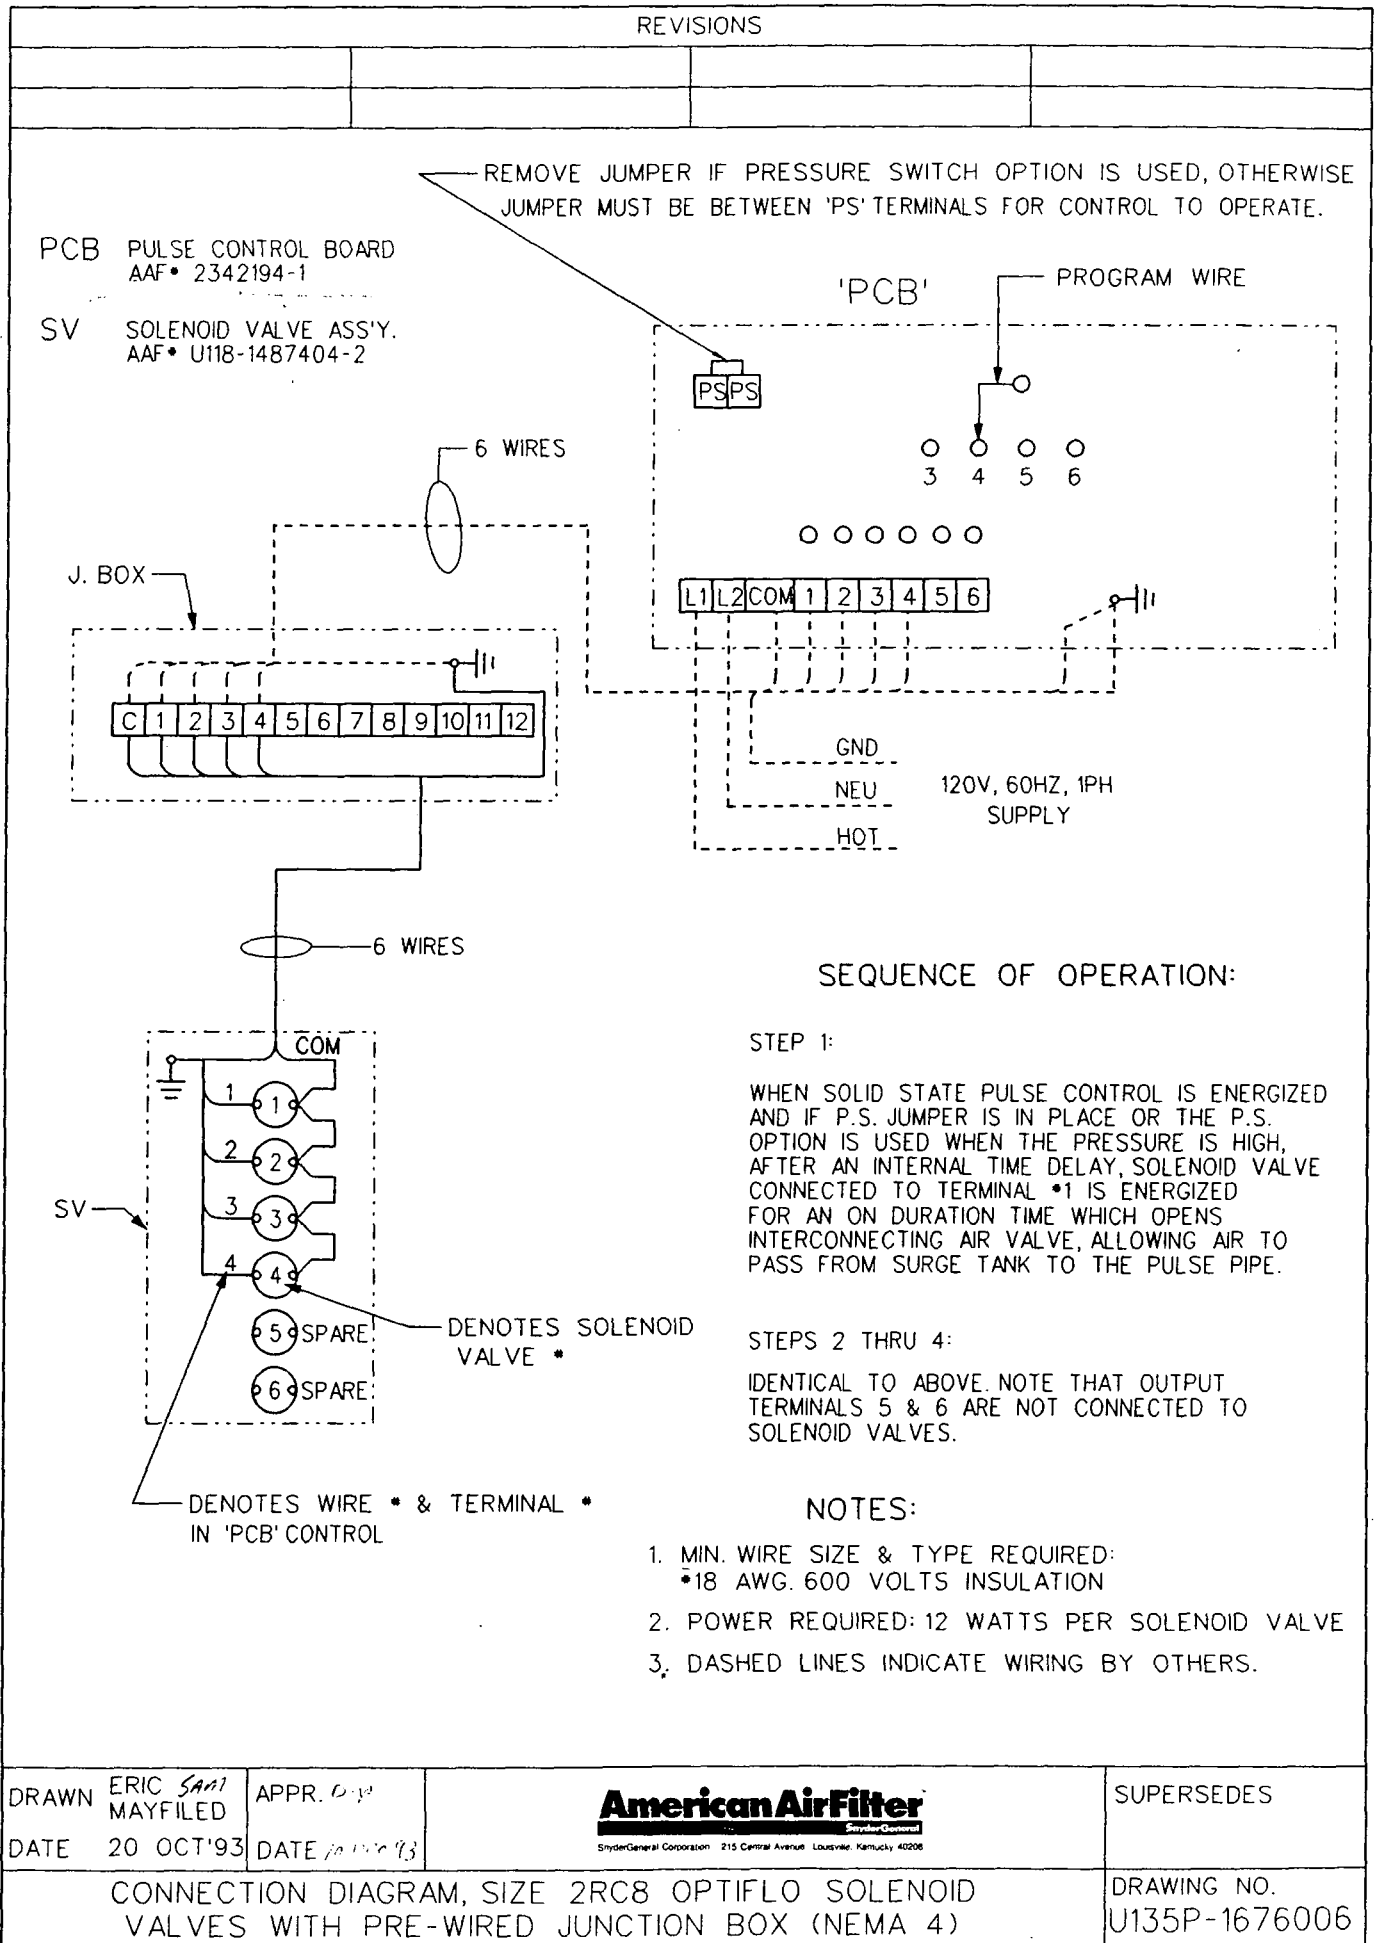 REVISIONS
REMOVE JUMPER IF PRESSURE SWITCH OPTION IS USED, OTHERWISE
JUMPER MUST BE BETWEEN 'PS' TERMINALS FOR CONTROL TO OPERATE.
PCB PULSE CONTROL BOARD
AAF# 2342194-1
SV SOLENOID VALVE ASS'Y.
AAF# U118-1487404-2
'PCB'
PROGRAM WIRE
PS PS
3 4 5 6
6 WIRES
J. BOX
L1 L2 COM 1 2 3 4 5 6
C 1 2 3 4 5 6 7 8 9 10 11 12
GND
NEU
HOT
120V, 60HZ, 1PH
SUPPLY
6 WIRES
COM
1 1
2 2
3 3
4 4
5 SPARE
6 SPARE
SV
DENOTES SOLENOID
VALVE #
DENOTES WIRE # & TERMINAL #
IN 'PCB' CONTROL
SEQUENCE OF OPERATION:
STEP 1:
WHEN SOLID STATE PULSE CONTROL IS ENERGIZED
AND IF P.S. JUMPER IS IN PLACE OR THE P.S.
OPTION IS USED WHEN THE PRESSURE IS HIGH,
AFTER AN INTERNAL TIME DELAY, SOLENOID VALVE
CONNECTED TO TERMINAL #1 IS ENERGIZED
FOR AN ON DURATION TIME WHICH OPENS
INTERCONNECTING AIR VALVE, ALLOWING AIR TO
PASS FROM SURGE TANK TO THE PULSE PIPE.
STEPS 2 THRU 4:
IDENTICAL TO ABOVE. NOTE THAT OUTPUT
TERMINALS 5 & 6 ARE NOT CONNECTED TO
SOLENOID VALVES.
NOTES:
1. MIN. WIRE SIZE & TYPE REQUIRED:
#18 AWG. 600 VOLTS INSULATION
2. POWER REQUIRED: 12 WATTS PER SOLENOID VALVE
3. DASHED LINES INDICATE WIRING BY OTHERS.
DRAWN ERIC SAM
MAYFILED
DATE 20 OCT'93
APPR.
DATE
American AirFilter
SnyderGeneral
SnyderGeneral Corporation 215 Central Avenue Louisville, Kentucky 40208
SUPERSEDES
CONNECTION DIAGRAM, SIZE 2RC8 OPTIFLO SOLENOID
VALVES WITH PRE-WIRED JUNCTION BOX (NEMA 4)
DRAWING NO.
U135P-1676006